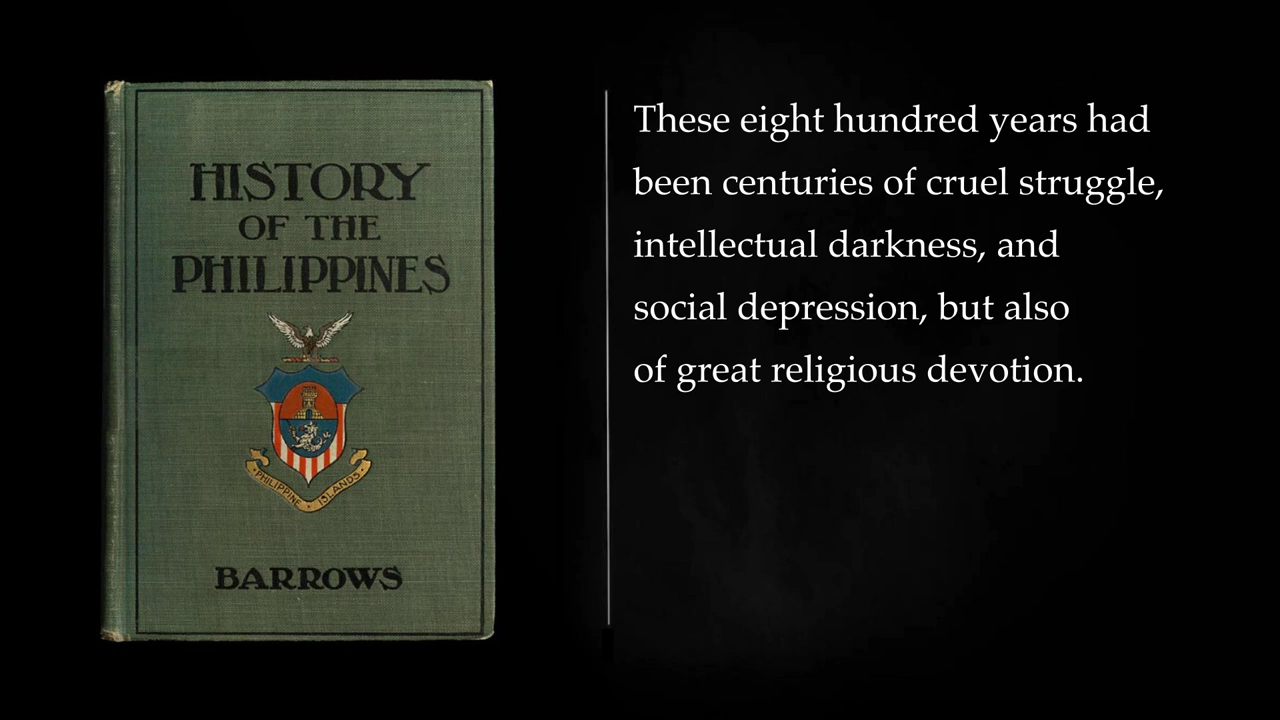 HISTORY
OF THE
PHILIPPINES
PHILIPPINE ISLANDS
BARROWS
These eight hundred years had
been centuries of cruel struggle,
intellectual darkness, and
social depression, but also
of great religious devotion.